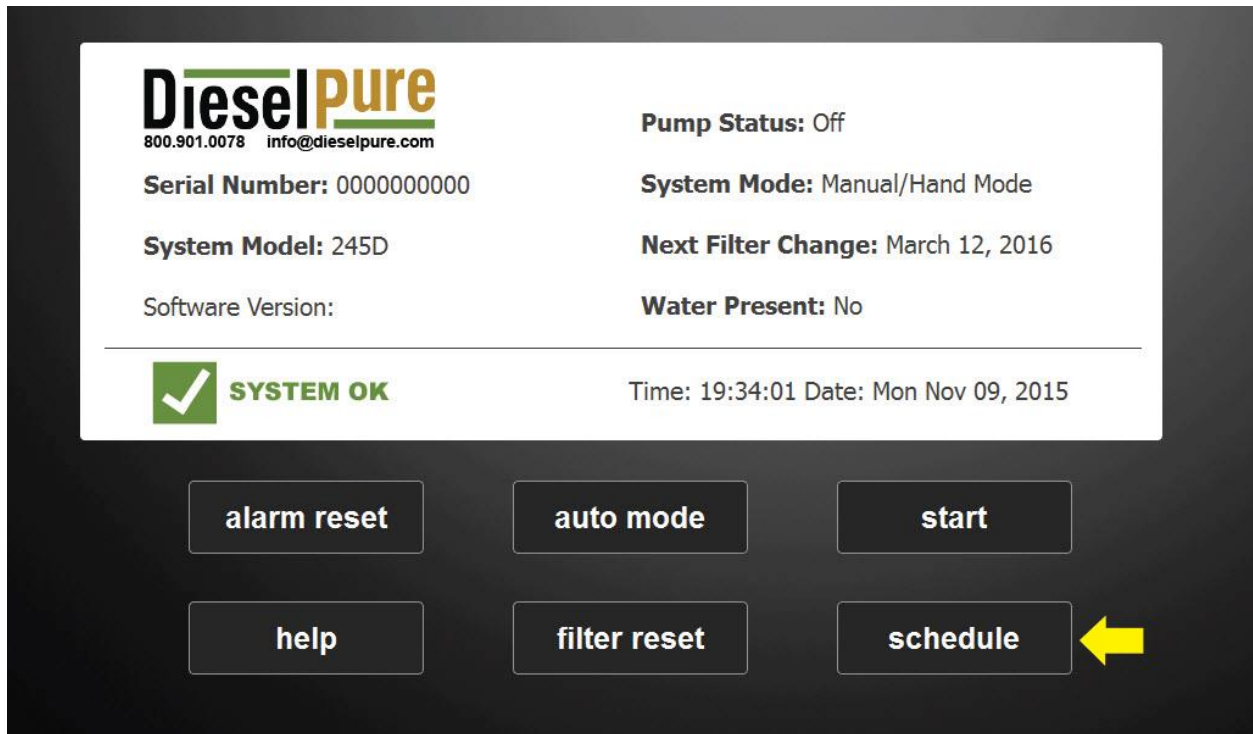 DieselPure
800.901.0078 info@dieselpure.com
Serial Number: 0000000000
System Model: 245D
Software Version:
Pump Status: Off
System Mode: Manual/Hand Mode
Next Filter Change: March 12, 2016
Water Present: No
SYSTEM OK
Time: 19:34:01 Date: Mon Nov 09, 2015
alarm reset
auto mode
start
help
filter reset
schedule